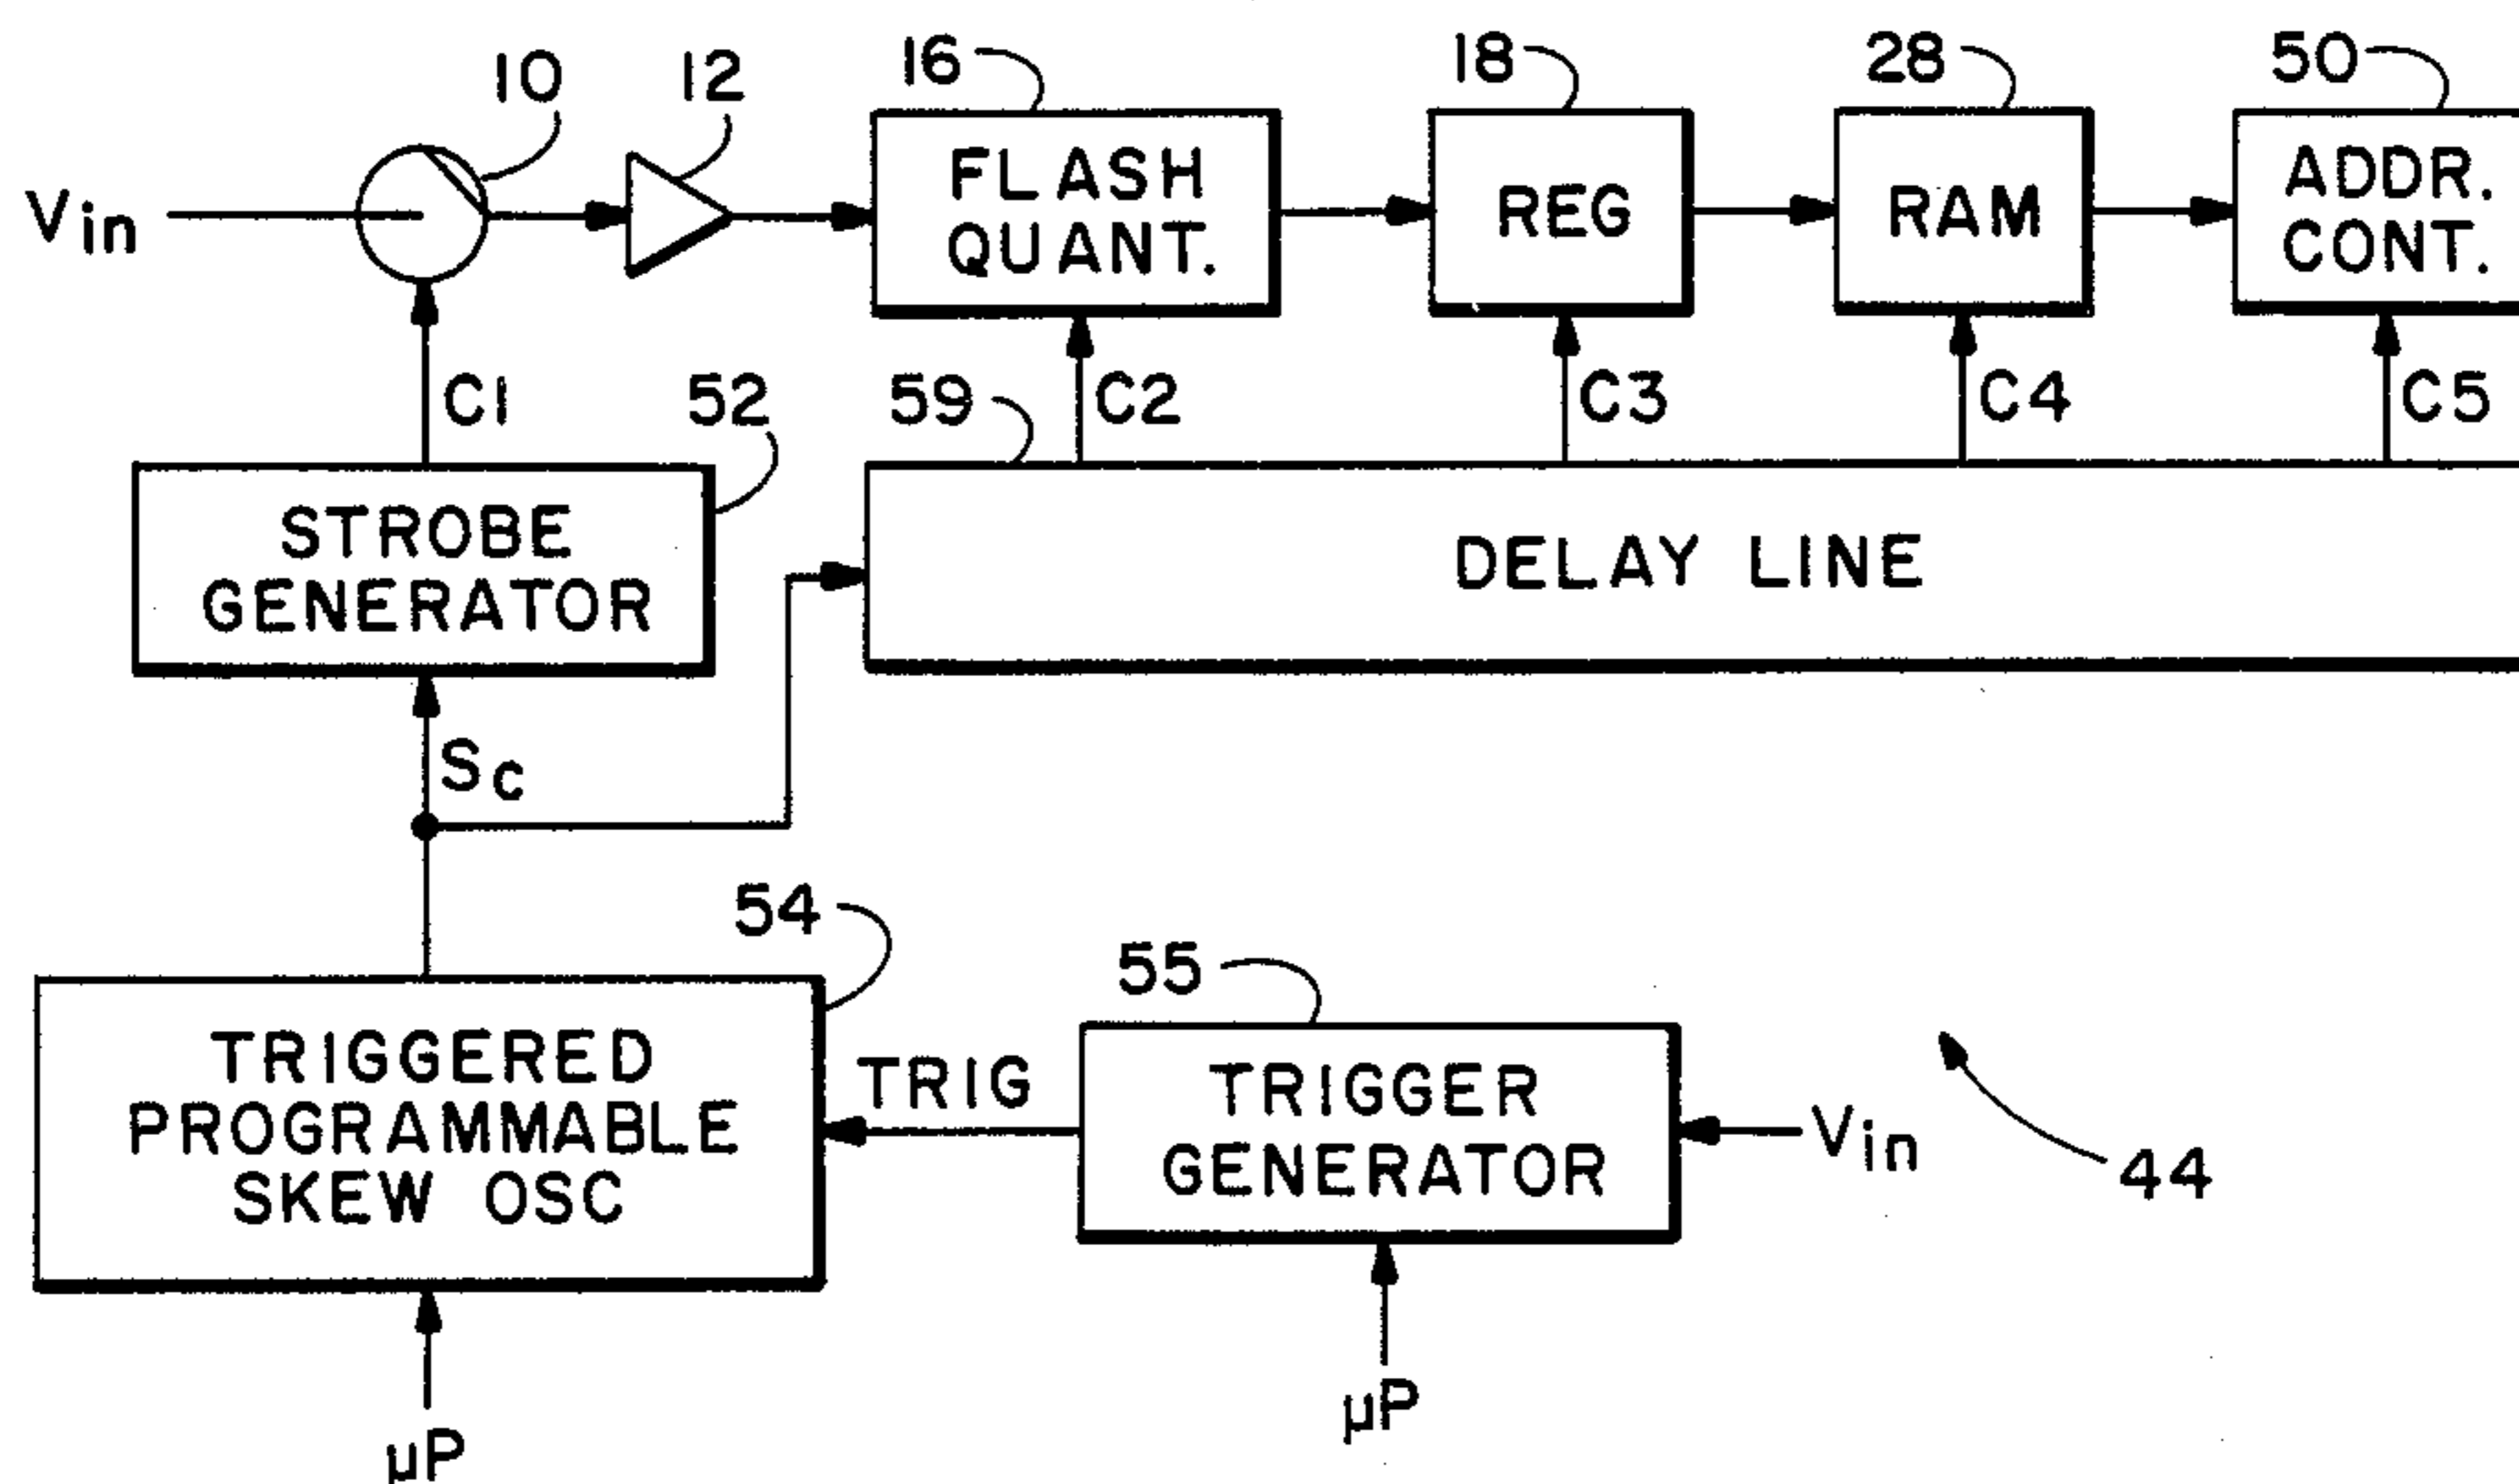 10
12
16
18
28
50
Vin
FLASH
QUANT.
REG
RAM
ADDR.
CONT.
C1
52
59
C2
C3
C4
C5
STROBE
GENERATOR
DELAY LINE
Sc
54
55
TRIGGERED
PROGRAMMABLE
SKEW OSC
TRIG
TRIGGER
GENERATOR
Vin
44
µP
µP